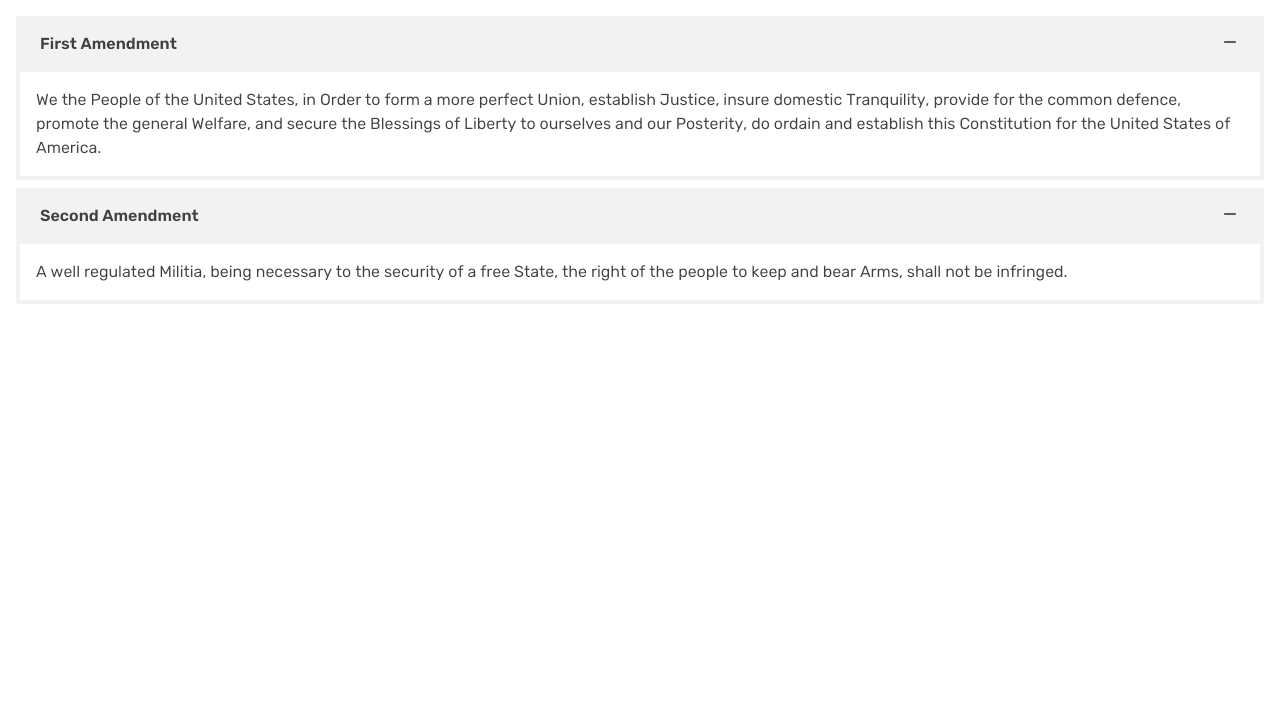 First Amendment
We the People of the United States, in Order to form a more perfect Union, establish Justice, insure domestic Tranquility, provide for the common defence,
promote the general Welfare, and secure the Blessings of Liberty to ourselves and our Posterity, do ordain and establish this Constitution for the United States of
America.
Second Amendment
A well regulated Militia, being necessary to the security of a free State, the right of the people to keep and bear Arms, shall not be infringed.